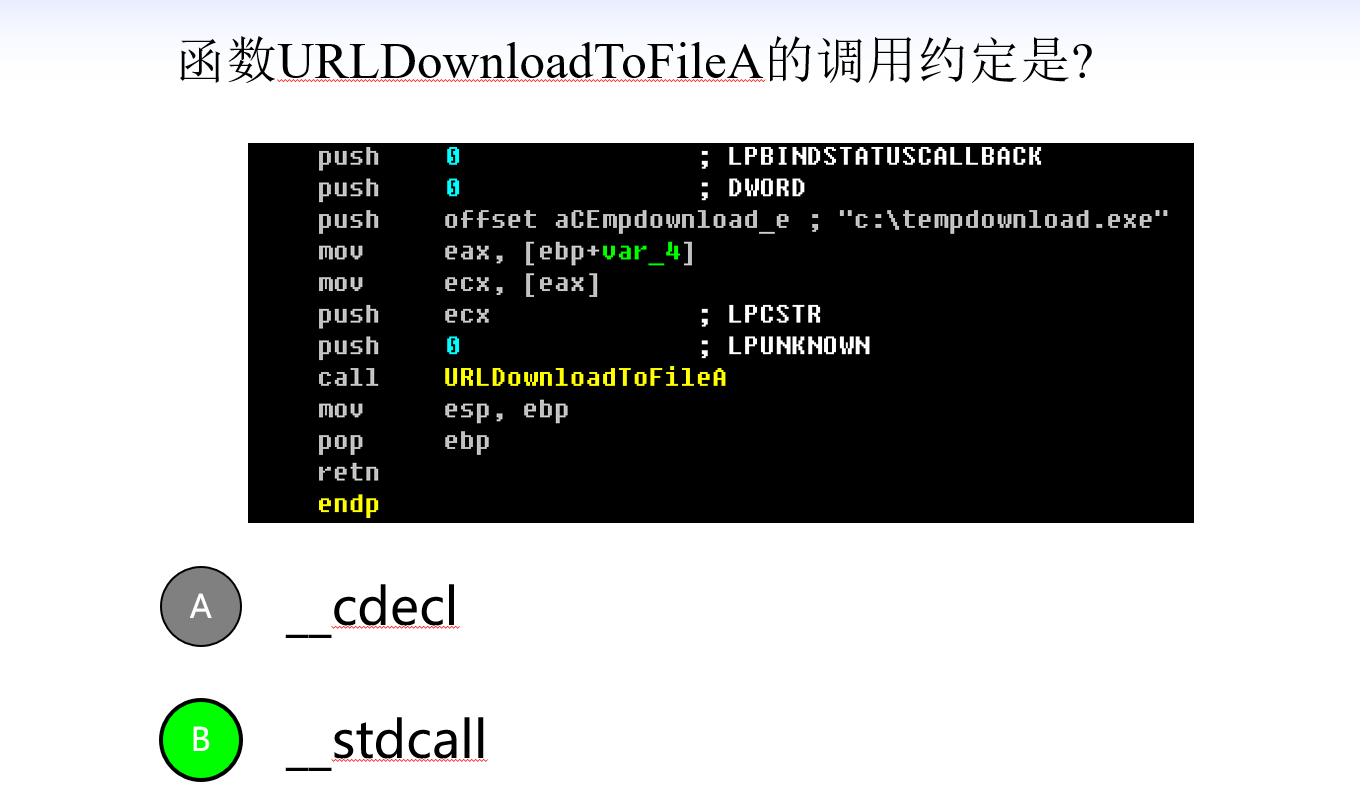 函数URLDownloadToFileA的调用约定是?
push 0 ; LPBINDSTATUSCALLBACK
push 0 ; DWORD
push offset aCEmpdownload_e ; "c:\tempdownload.exe"
mov eax, [ebp+var_4]
mov ecx, [eax]
push ecx ; LPCSTR
push 0 ; LPUNKNOWN
call URLDownloadToFileA
mov esp, ebp
pop ebp
retn
endp
A __cdecl
B __stdcall